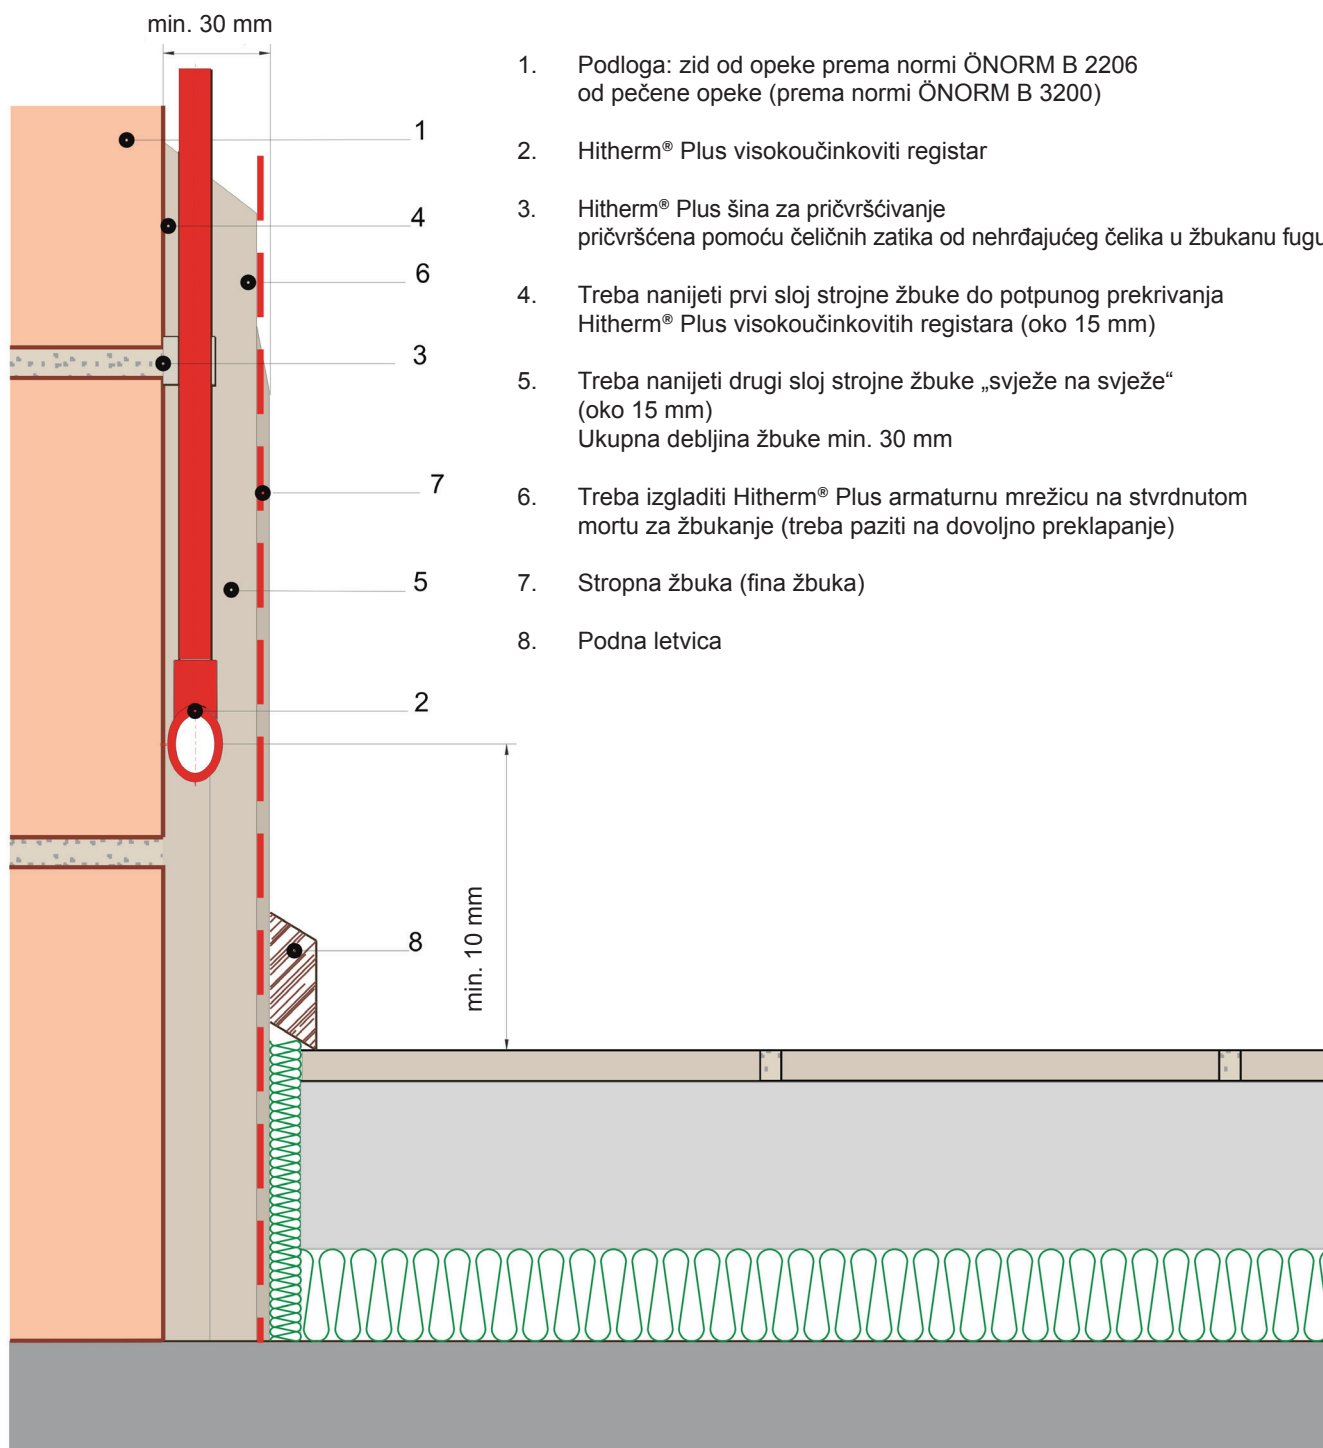 min. 30 mm
1. Podloga: zid od opeke prema normi ÖNORM B 2206
od pečene opeke (prema normi ÖNORM B 3200)
2. Hitherm® Plus visokoučinkoviti registar
3. Hitherm® Plus šina za pričvršćivanje
pričvršćena pomoću čeličnih zatika od nehrđajućeg čelika u žbukanu fugu
4. Treba nanijeti prvi sloj strojne žbuke do potpunog prekrivanja
Hitherm® Plus visokoučinkovitih registara (oko 15 mm)
5. Treba nanijeti drugi sloj strojne žbuke „svježe na svježe“
(oko 15 mm)
Ukupna debljina žbuke min. 30 mm
6. Treba izgladiti Hitherm® Plus armaturnu mrežicu na stvrdnutom
mortu za žbukanje (treba paziti na dovoljno preklapanje)
7. Stropna žbuka (fina žbuka)
8. Podna letvica
1
4
6
3
7
5
2
8
min. 10 mm